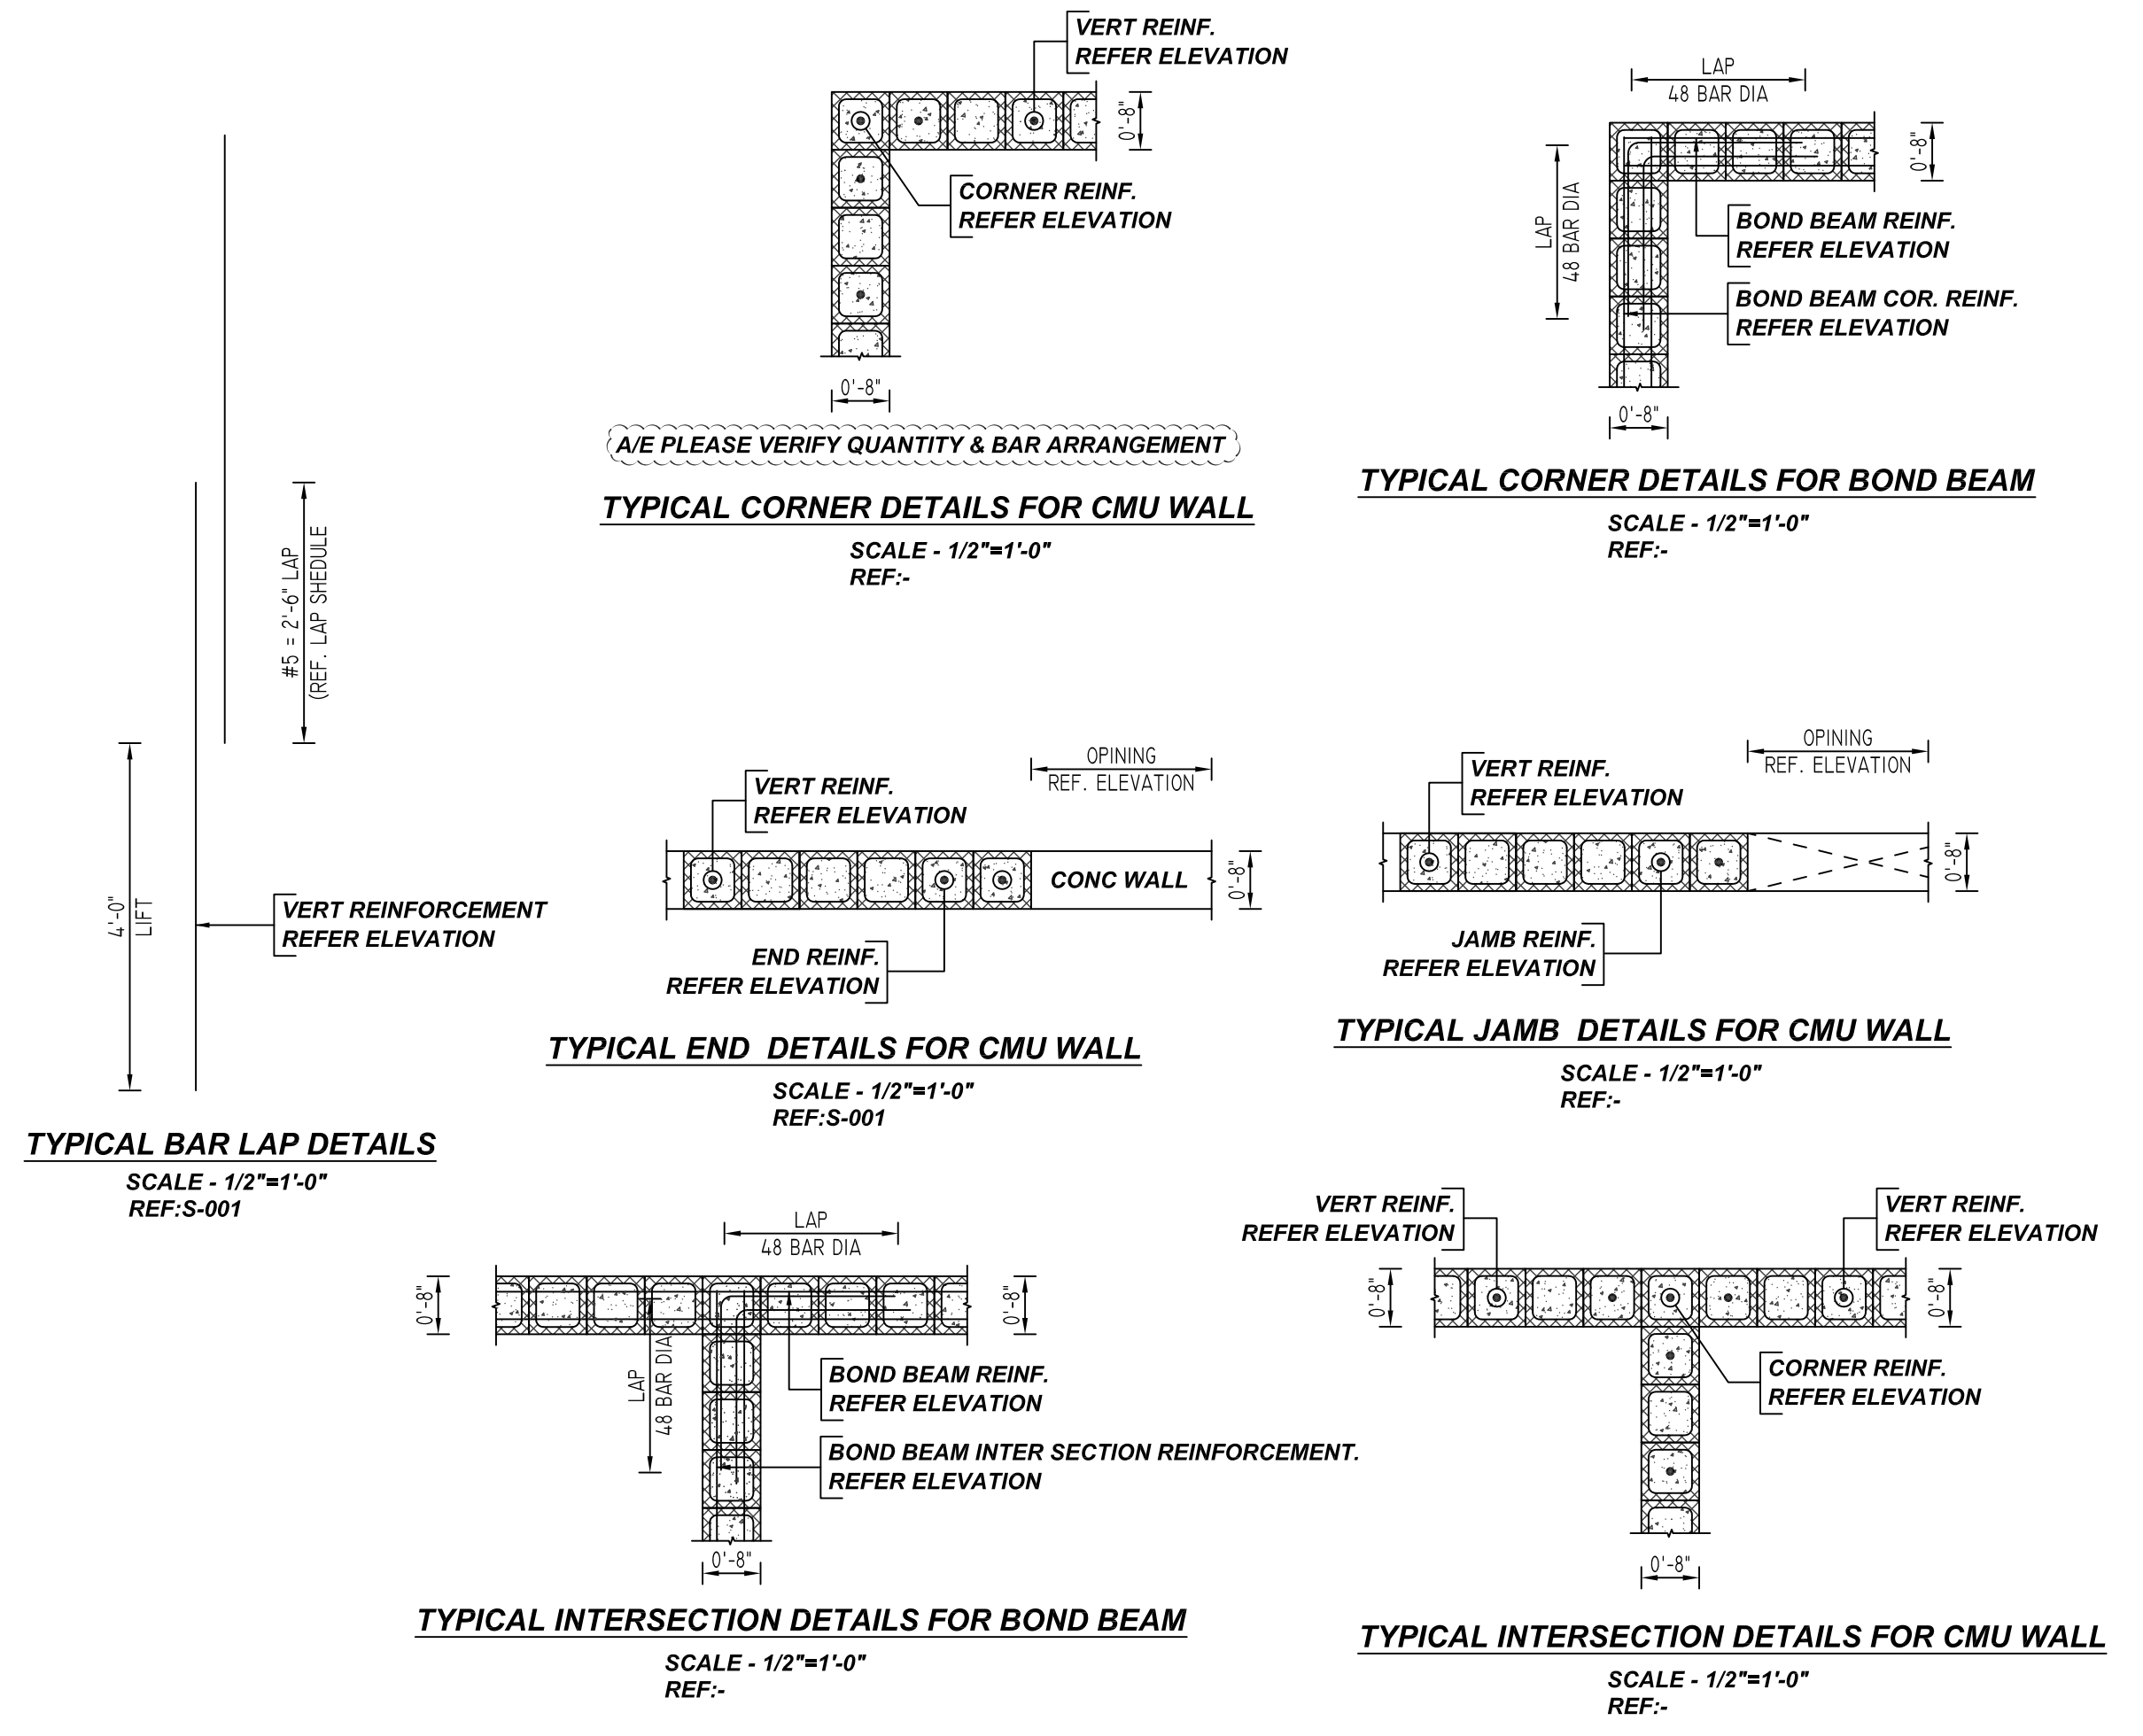 VERT REINF.
REFER ELEVATION
0'-8"
CORNER REINF.
REFER ELEVATION
0'-8"
A/E PLEASE VERIFY QUANTITY & BAR ARRANGEMENT
TYPICAL CORNER DETAILS FOR CMU WALL
SCALE - 1/2"=1'-0"
REF:-
LAP
48 BAR DIA
0'-8"
LAP
48 BAR DIA
BOND BEAM REINF.
REFER ELEVATION
BOND BEAM COR. REINF.
REFER ELEVATION
0'-8"
TYPICAL CORNER DETAILS FOR BOND BEAM
SCALE - 1/2"=1'-0"
REF:-
#5 = 2'-6" LAP
(REF. LAP SHEDULE
4'-0"
LIFT
VERT REINFORCEMENT
REFER ELEVATION
TYPICAL BAR LAP DETAILS
SCALE - 1/2"=1'-0"
REF:S-001
OPINING
REF. ELEVATION
VERT REINF.
REFER ELEVATION
CONC WALL
0'-8"
END REINF.
REFER ELEVATION
TYPICAL END  DETAILS FOR CMU WALL
SCALE - 1/2"=1'-0"
REF:S-001
OPINING
REF. ELEVATION
VERT REINF.
REFER ELEVATION
0'-8"
JAMB REINF.
REFER ELEVATION
TYPICAL JAMB  DETAILS FOR CMU WALL
SCALE - 1/2"=1'-0"
REF:-
LAP
48 BAR DIA
0'-8"
0'-8"
LAP
48 BAR DIA
BOND BEAM REINF.
REFER ELEVATION
BOND BEAM INTER SECTION REINFORCEMENT.
REFER ELEVATION
0'-8"
TYPICAL INTERSECTION DETAILS FOR BOND BEAM
SCALE - 1/2"=1'-0"
REF:-
VERT REINF.
REFER ELEVATION
VERT REINF.
REFER ELEVATION
0'-8"
0'-8"
CORNER REINF.
REFER ELEVATION
0'-8"
TYPICAL INTERSECTION DETAILS FOR CMU WALL
SCALE - 1/2"=1'-0"
REF:-